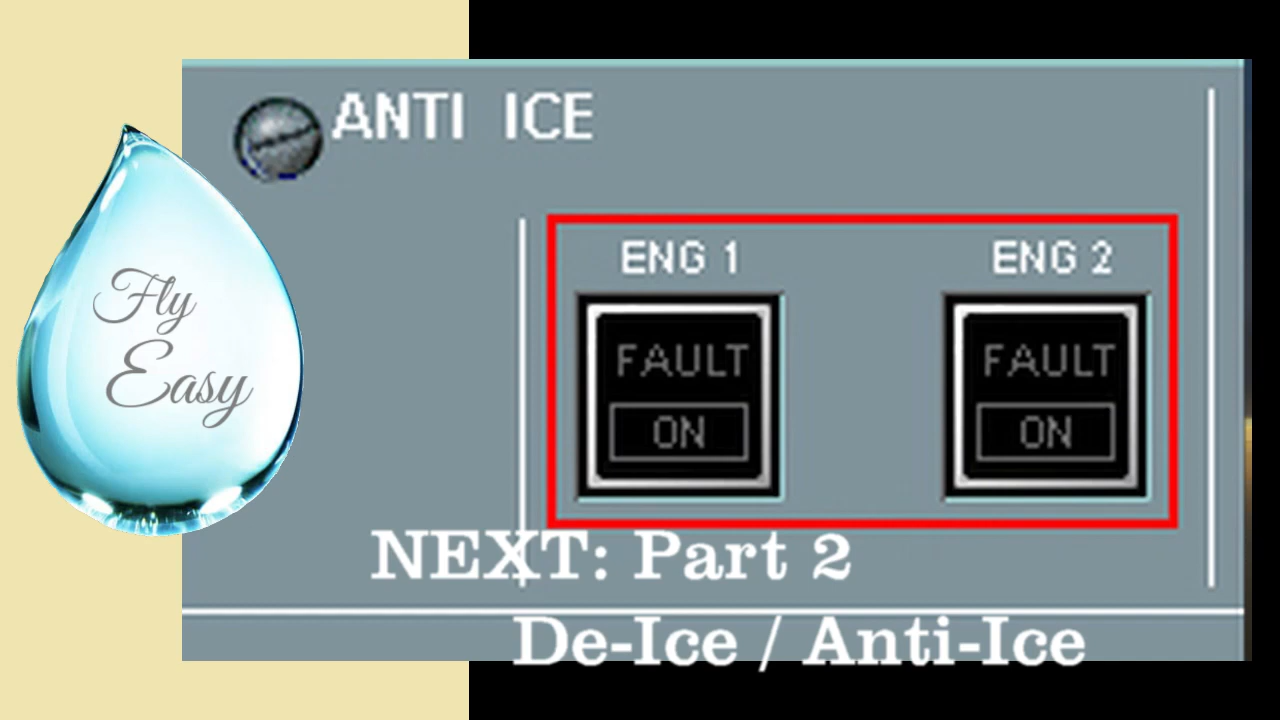 ANTI ICE
Fly
Easy
ENG 1
ENG 2
FAULT
ON
FAULT
ON
NEXT: Part 2
De-Ice / Anti-Ice